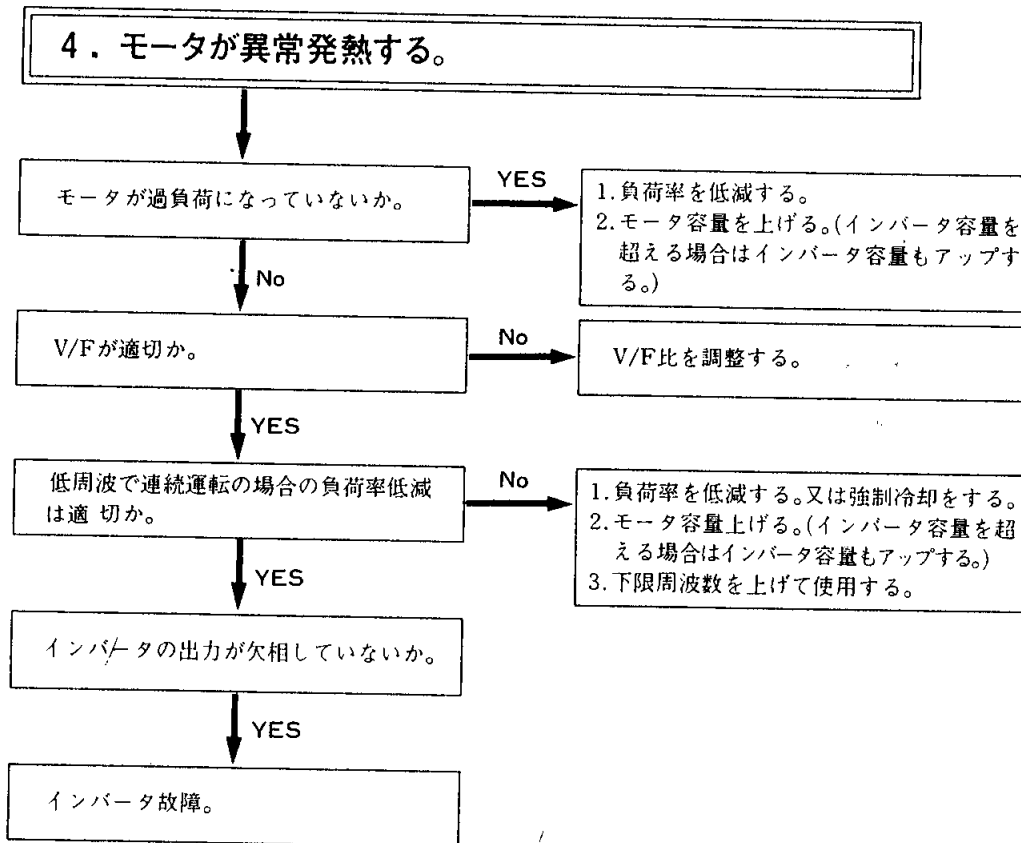 4．モータが異常発熱する。
モータが過負荷になっていないか。
YES
1.負荷率を低減する。
2.モータ容量を上げる。(インバータ容量を
超える場合はインバータ容量もアップす
る。)
No
V/Fが適切か。
No
V/F比を調整する。
YES
低周波で連続運転の場合の負荷率低減
は適 切か。
No
1.負荷率を低減する。又は強制冷却をする。
2.モータ容量上げる。(インバータ容量を超
える場合はインバータ容量もアップする。)
3.下限周波数を上げて使用する。
YES
インバータの出力が欠相していないか。
YES
インバータ故障。